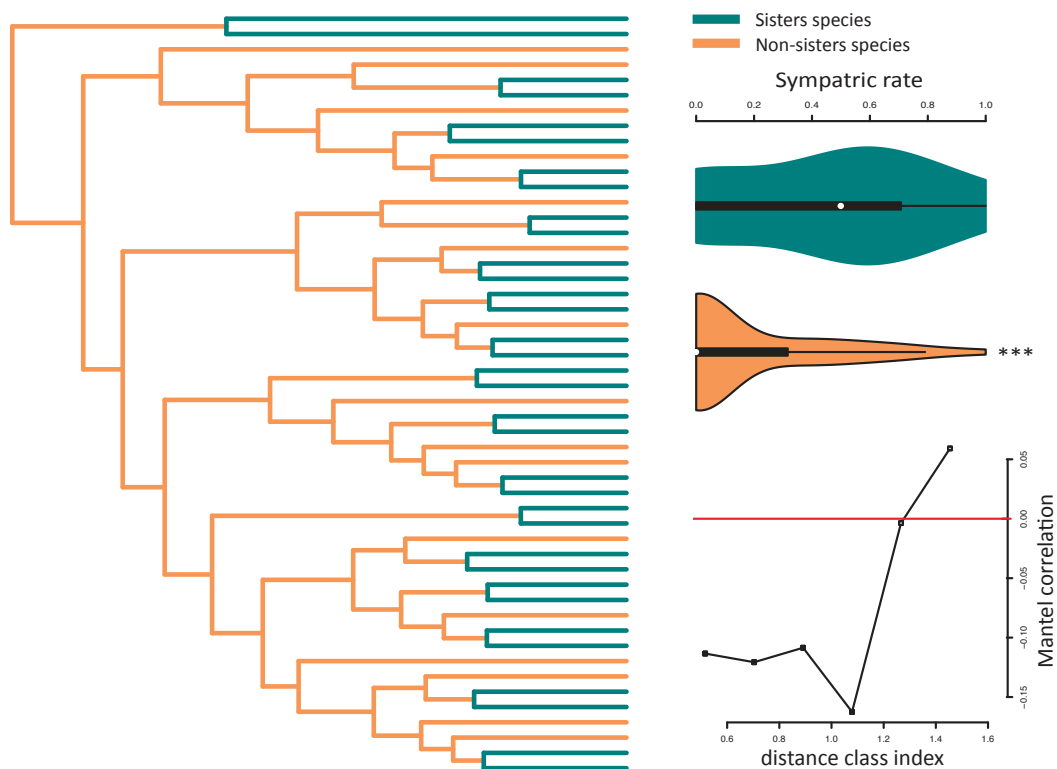 Sisters species
Non-sisters species
Sympatric rate
0.0 0.2 0.4 0.6 0.8 1.0
***
0.05
0.00
−0.05
−0.10
−0.15
Mantel correlation
0.6 0.8 1.0 1.2 1.4 1.6
distance class index